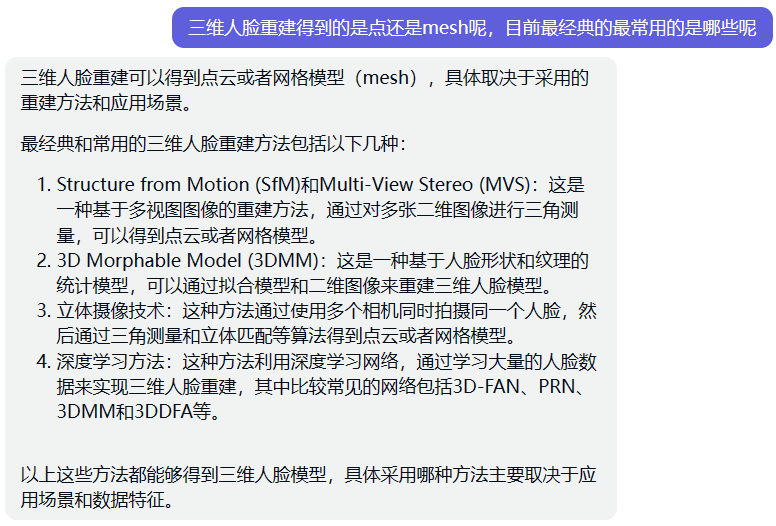 三维人脸重建得到的是点还是mesh呢，目前最经典的最常用的是哪些呢
三维人脸重建可以得到点云或者网格模型（mesh），具体取决于采用的
重建方法和应用场景。
最经典和常用的三维人脸重建方法包括以下几种：
1. Structure from Motion (SfM)和Multi-View Stereo (MVS)：这是
一种基于多视图图像的重建方法，通过对多张二维图像进行三角测
量，可以得到点云或者网格模型。
2. 3D Morphable Model (3DMM)：这是一种基于人脸形状和纹理的
统计模型，可以通过拟合模型和二维图像来重建三维人脸模型。
3. 立体摄像技术：这种方法通过使用多个相机同时拍摄同一个人脸，然
后通过三角测量和立体匹配等算法得到点云或者网格模型。
4. 深度学习方法：这种方法利用深度学习网络，通过学习大量的人脸数
据来实现三维人脸重建，其中比较常见的网络包括3D-FAN、PRN、
3DMM和3DDFA等。
以上这些方法都能够得到三维人脸模型，具体采用哪种方法主要取决于应
用场景和数据特征。